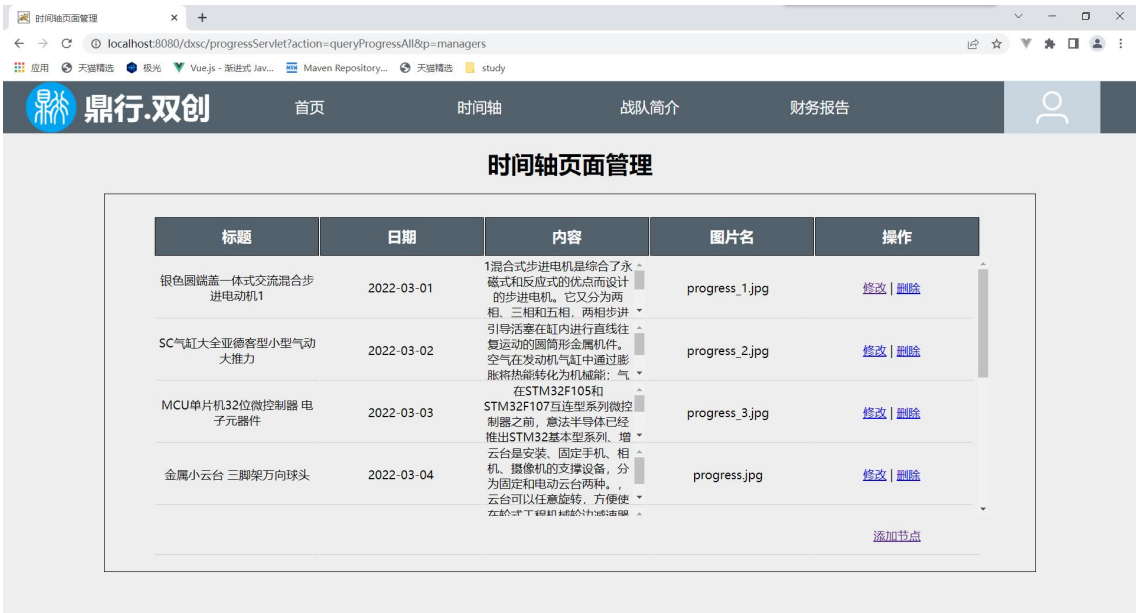 时间轴页面管理
localhost:8080/dxsc/progressServlet?action=queryProgressAll&p=managers
应用 天猫精选 极光 Vue.js - 渐进式 Jav... Maven Repository... 天猫精选 study
鼎行 鼎行.双创 首页 时间轴 战队简介 财务报告
时间轴页面管理
标题 日期 内容 图片名 操作
银色圆端盖一体式交流混合步
进电动机1
2022-03-01
1混合式步进电机是综合了永
磁式和反应式的优点而设计
的步进电机。它又分为两
相、三相和五相，两相步进
progress_1.jpg
修改 | 删除
SC气缸大全亚德客型小型气动
大推力
2022-03-02
引导活塞在缸内进行直线往
复运动的圆筒形金属机件。
空气在发动机气缸中通过膨
胀将热能转化为机械能；气
progress_2.jpg
修改 | 删除
MCU单片机32位微控制器 电
子元器件
2022-03-03
在STM32F105和
STM32F107互连型系列微控
制器之前，意法半导体已经
推出STM32基本型系列、增
progress_3.jpg
修改 | 删除
金属小云台 三脚架万向球头
2022-03-04
云台是安装、固定手机、相
机、摄像机的支撑设备，分
为固定和电动云台两种。，
云台可以任意旋转，方便使
progress.jpg
修改 | 删除
在轮式工程机械轮边减速器
添加节点